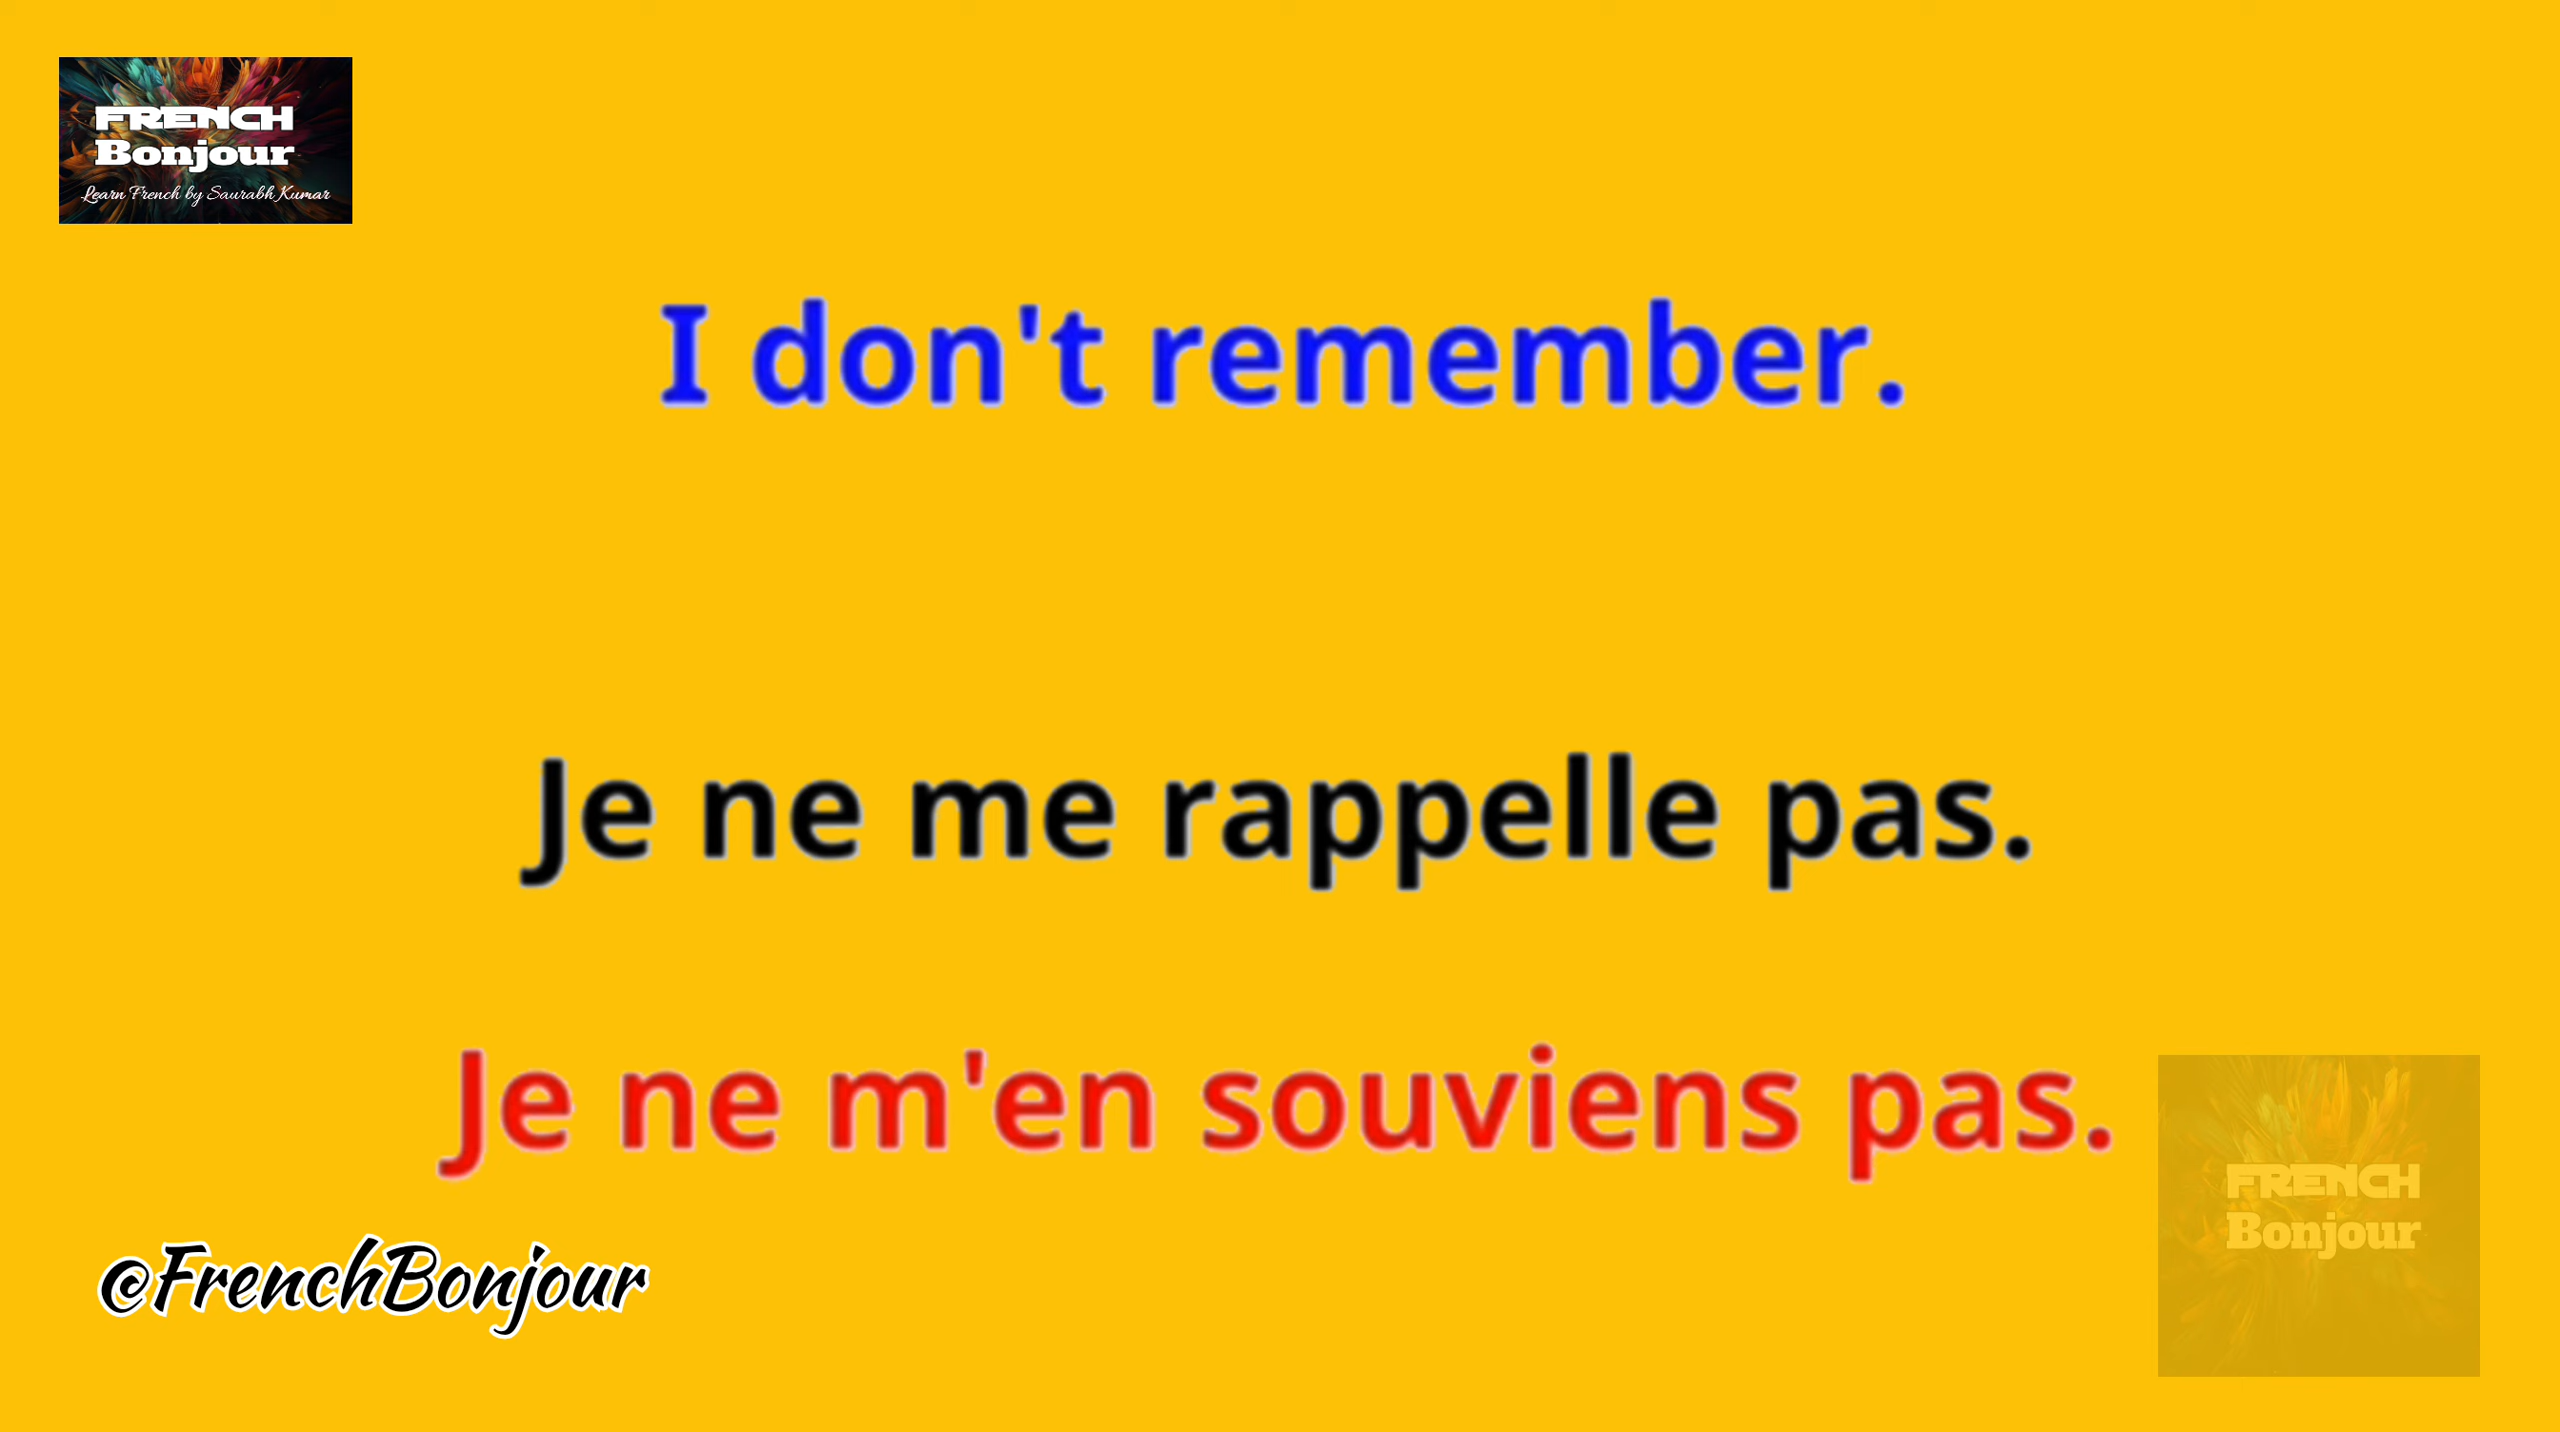 FRENCH
Bonjour
Learn French by Saurabh Kumar
I don't remember.
Je ne me rappelle pas.
Je ne m'en souviens pas.
FRENCH
Bonjour
@FrenchBonjour